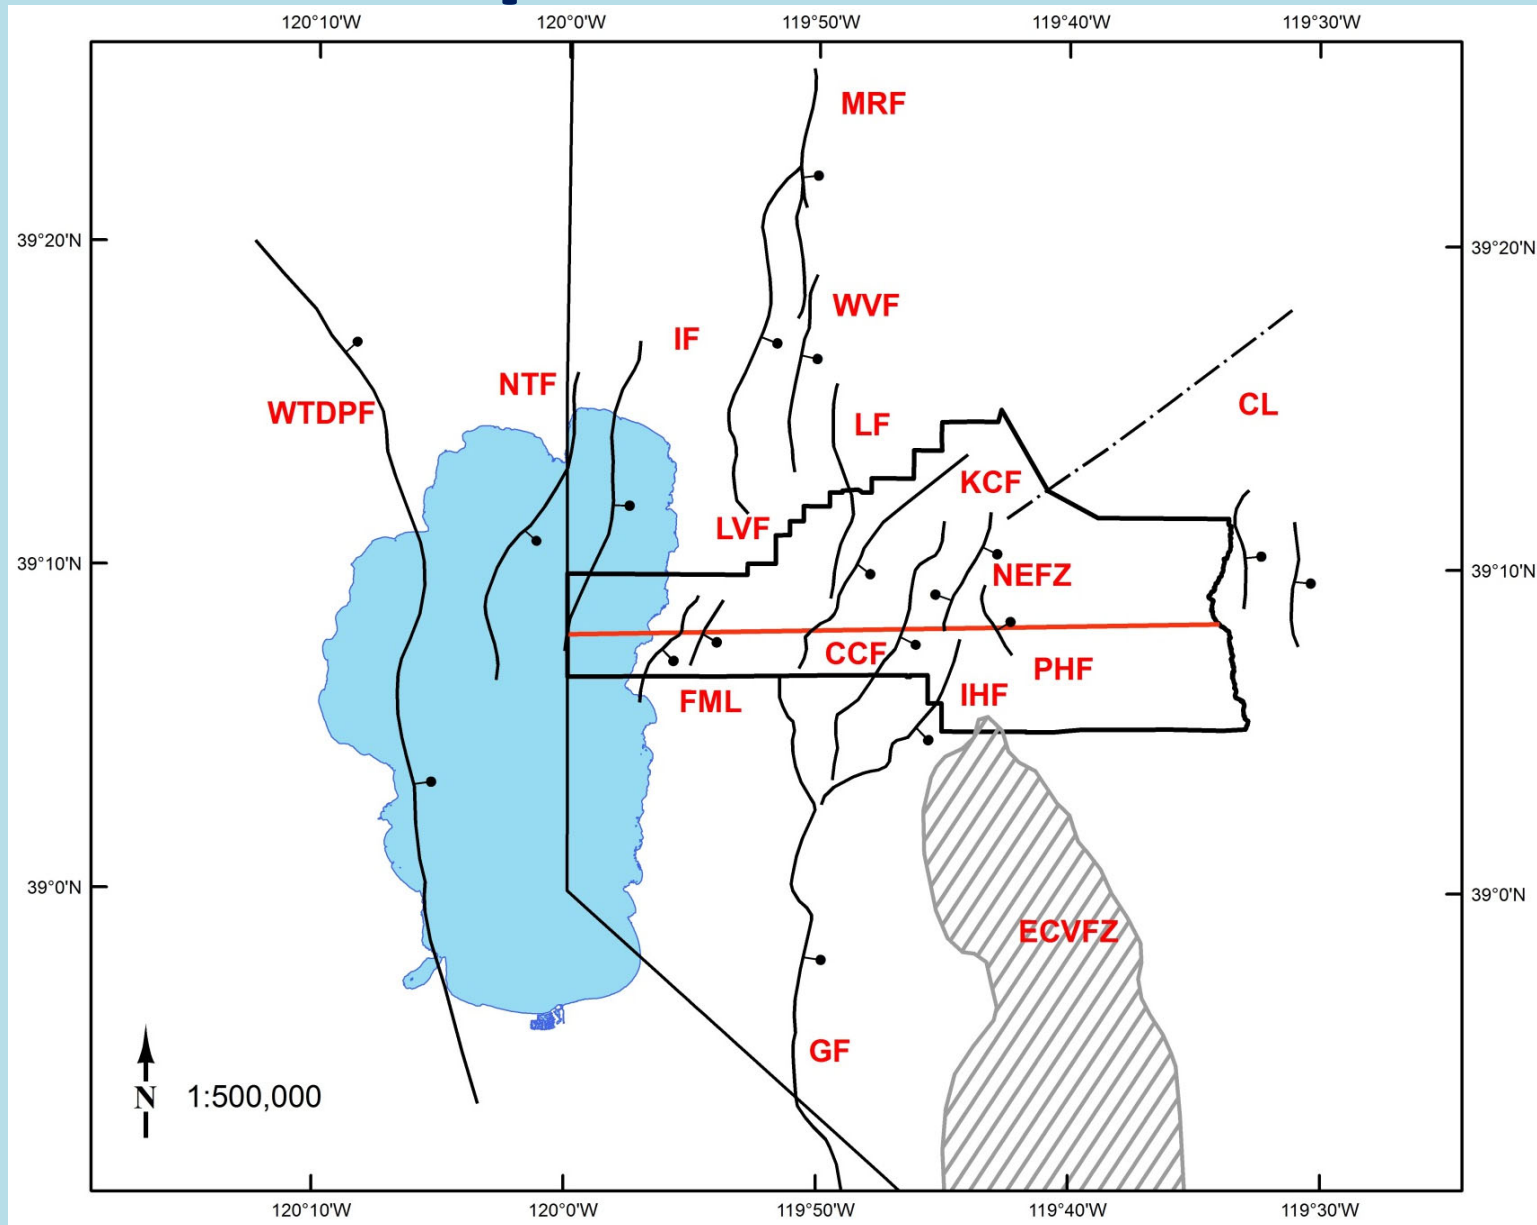 120°10'W 120°0'W 119°50'W 119°40'W 119°30'W
MRF
39°20'N 39°20'N
WVF
IF
NTF
CL
WTDPF
LF
KCF
LVF
39°10'N 39°10'N
NEFZ
CCF
PHF
IHF
FML
39°0'N 39°0'N
ECVFZ
GF
N 1:500,000
120°10'W 120°0'W 119°50'W 119°40'W 119°30'W